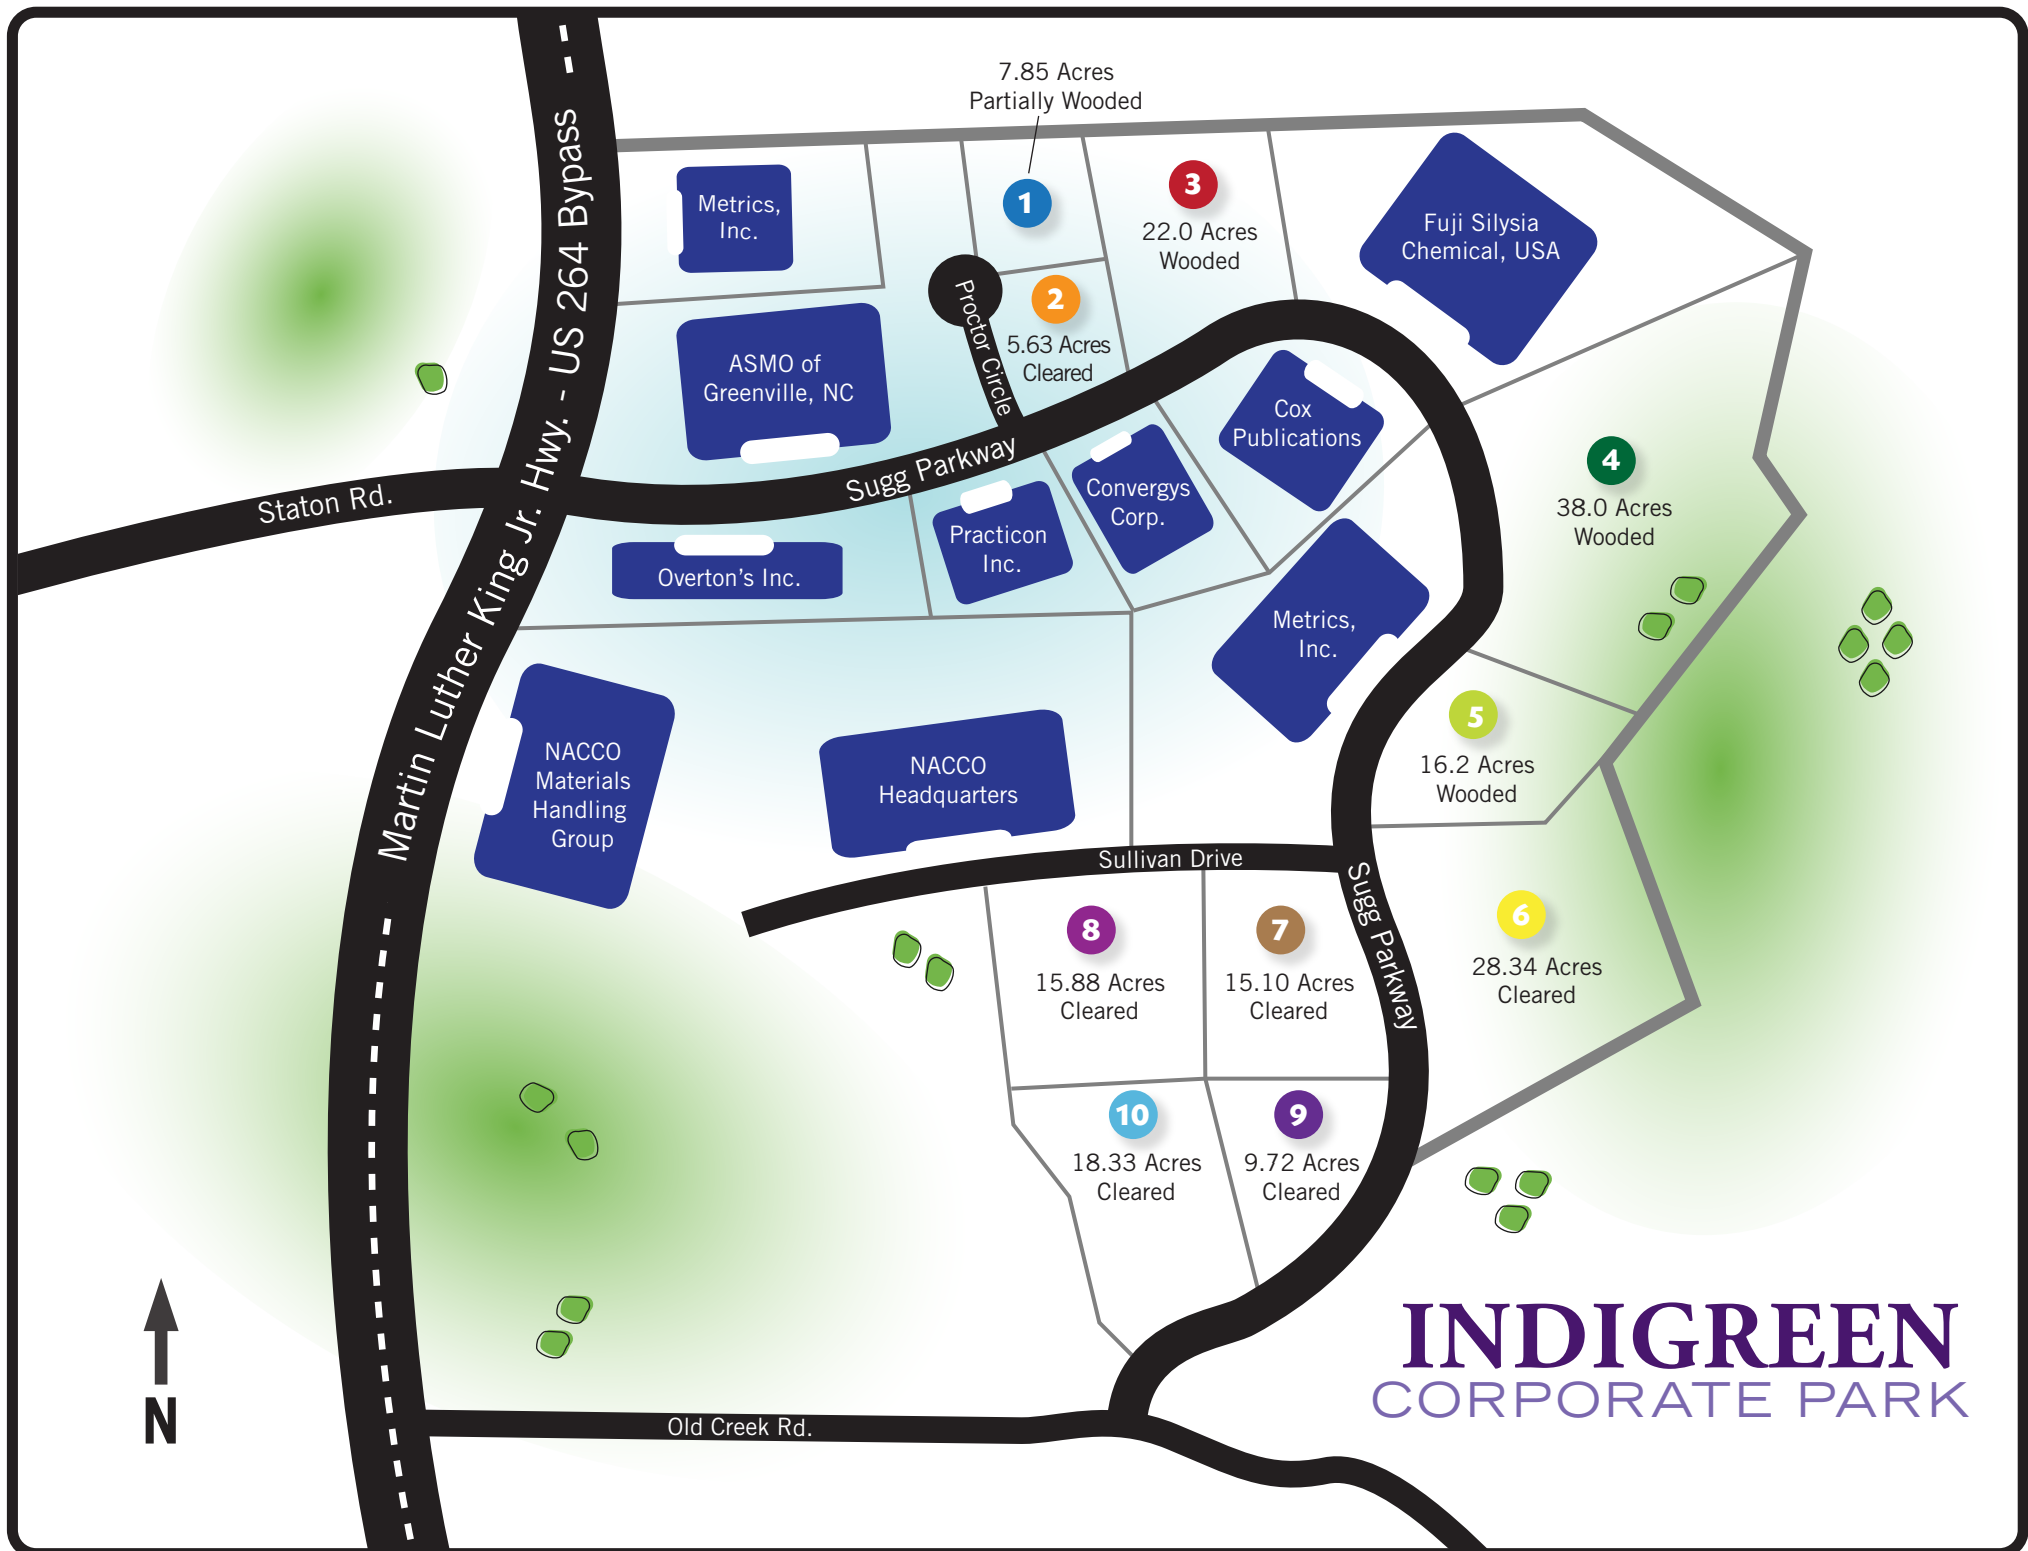 7.85 Acres
Partially Wooded
Martin Luther King Jr. Hwy. - US 264 Bypass
Metrics,
Inc.
1
3
22.0 Acres
Wooded
Fuji Silysia
Chemical, USA
Proctor Circle
2
5.63 Acres
Cleared
ASMO of
Greenville, NC
Cox
Publications
Sugg Parkway
Staton Rd.
4
38.0 Acres
Wooded
Convergys
Corp.
Practicon
Inc.
Overton's Inc.
Metrics,
Inc.
5
16.2 Acres
Wooded
NACCO
Materials
Handling
Group
NACCO
Headquarters
Sullivan Drive
Sugg Parkway
8
15.88 Acres
Cleared
7
15.10 Acres
Cleared
6
28.34 Acres
Cleared
10
18.33 Acres
Cleared
9
9.72 Acres
Cleared
N
Old Creek Rd.
INDIGREEN
CORPORATE PARK